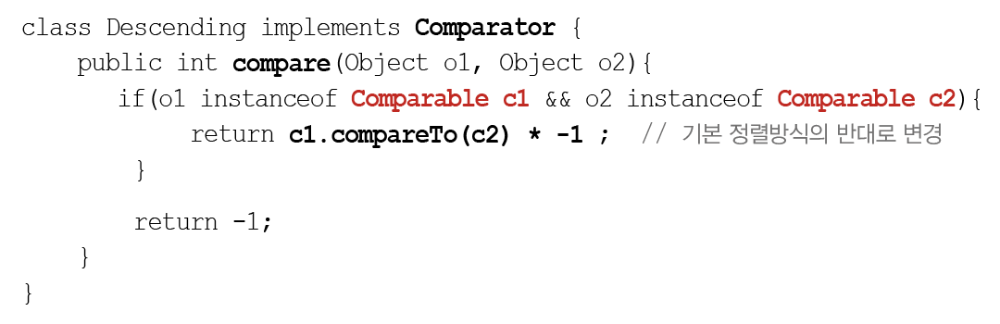 class Descending implements Comparator {
public int compare(Object o1, Object o2){
if(o1 instanceof Comparable c1 && o2 instanceof Comparable c2){
return c1.compareTo(c2) * -1 ; // 기본 정렬방식의 반대로 변경
}
return -1;
}
}